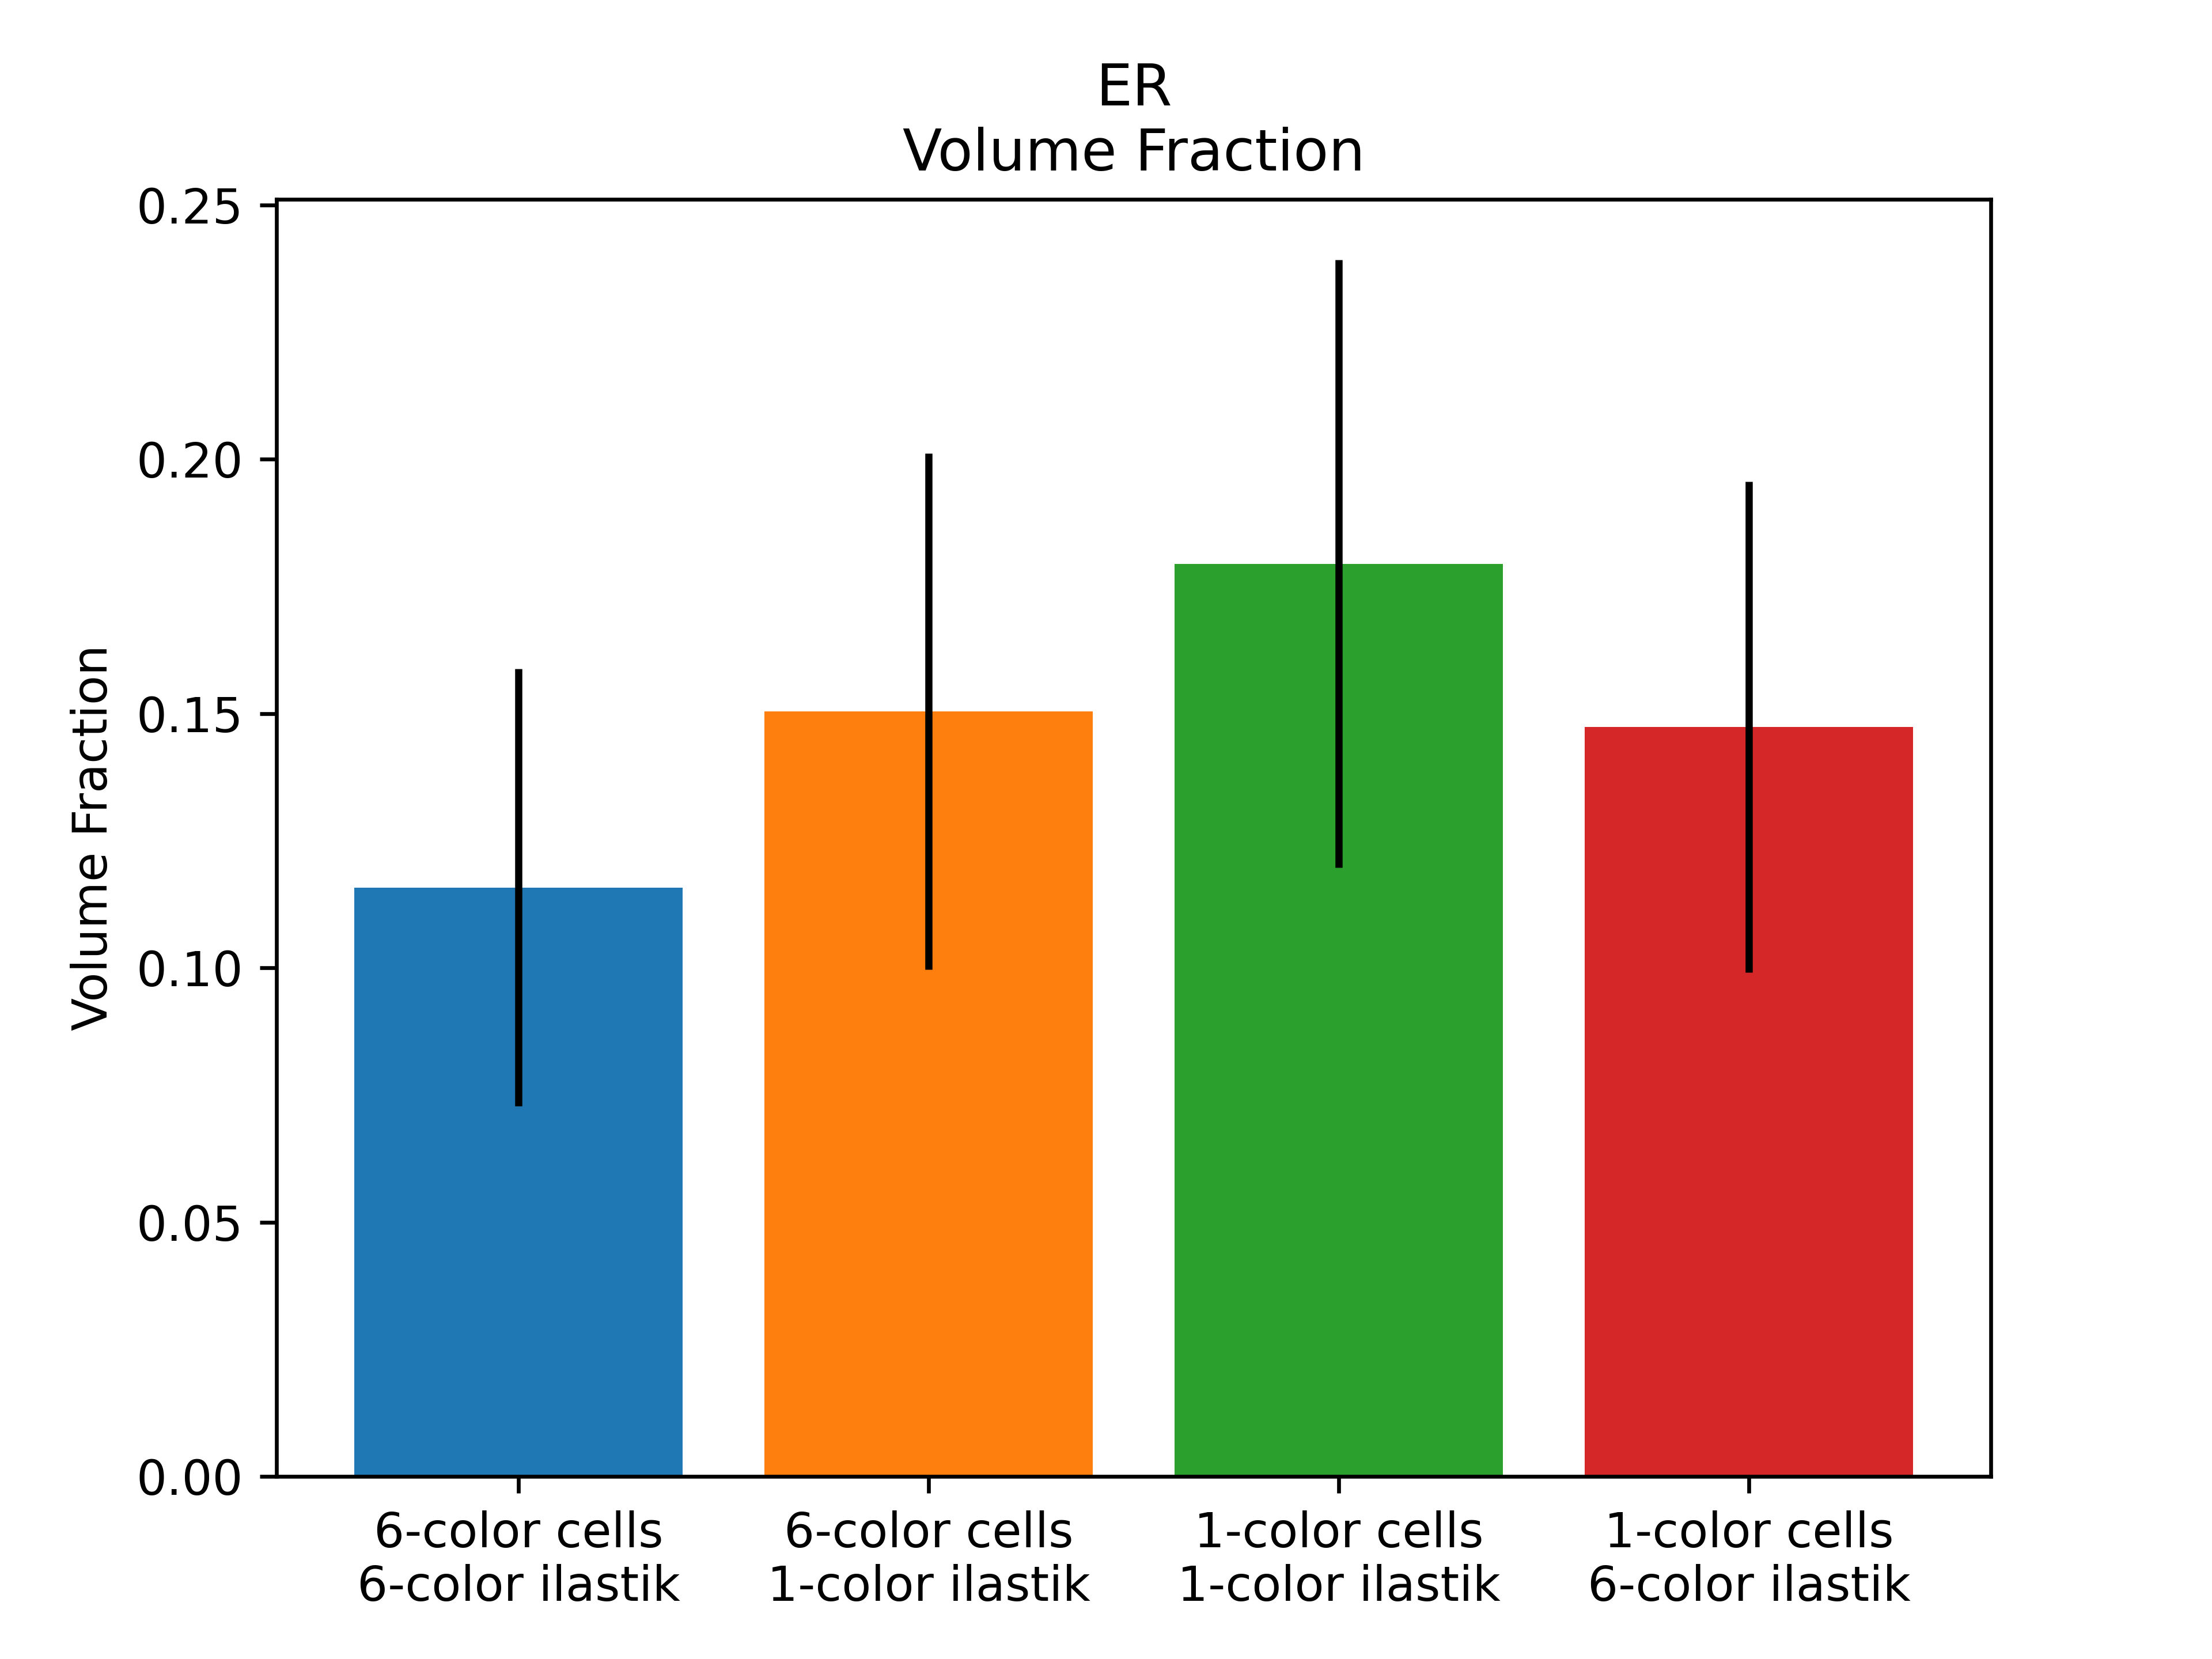 ER
Volume Fraction
0.25
0.20
0.15
0.10
0.05
0.00
Volume Fraction
6-color cells
6-color ilastik
6-color cells
1-color ilastik
1-color cells
1-color ilastik
1-color cells
6-color ilastik